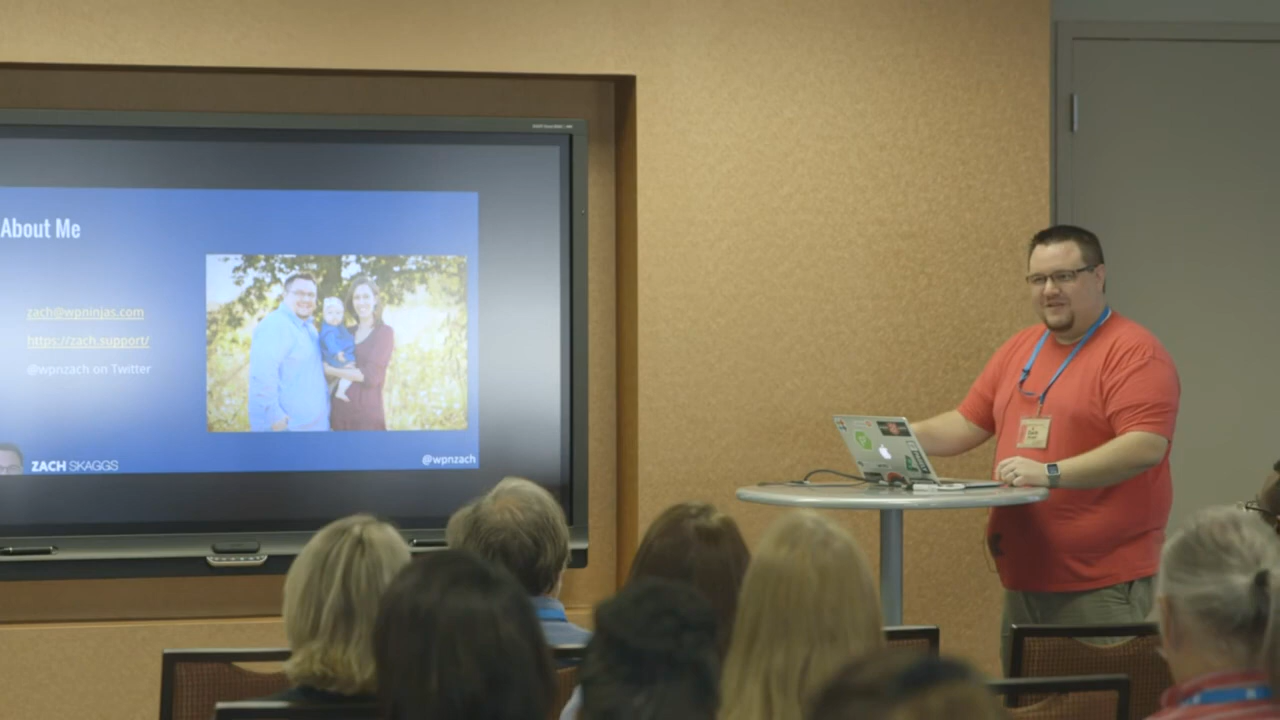 About Me
zach@wpninjas.com
https://zach.support/
@wpnzach on Twitter
ZACH SKAGGS
@wpnzach